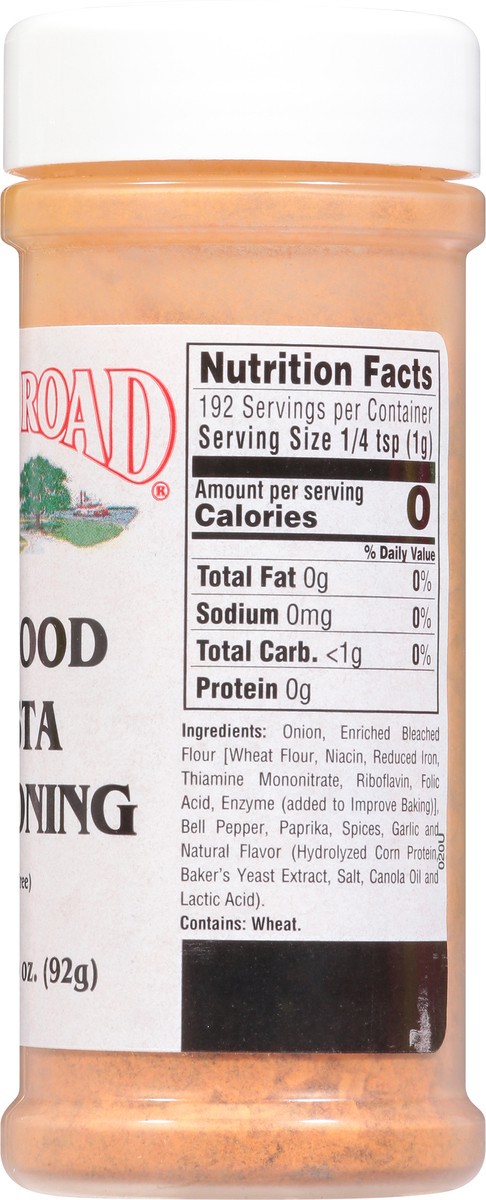 ROAD®
OOD
TA
ONING
ree)
oz. (92g)
Nutrition Facts
192 Servings per Container
Serving Size 1/4 tsp (1g)
Amount per serving
Calories 0
% Daily Value
Total Fat 0g 0%
Sodium 0mg 0%
Total Carb. <1g 0%
Protein 0g
Ingredients: Onion, Enriched Bleached
Flour [Wheat Flour, Niacin, Reduced Iron,
Thiamine Mononitrate, Riboflavin, Folic
Acid, Enzyme (added to Improve Baking)],
Bell Pepper, Paprika, Spices, Garlic and
Natural Flavor (Hydrolyzed Corn Protein,
Baker's Yeast Extract, Salt, Canola Oil and
Lactic Acid).
Contains: Wheat.
020U